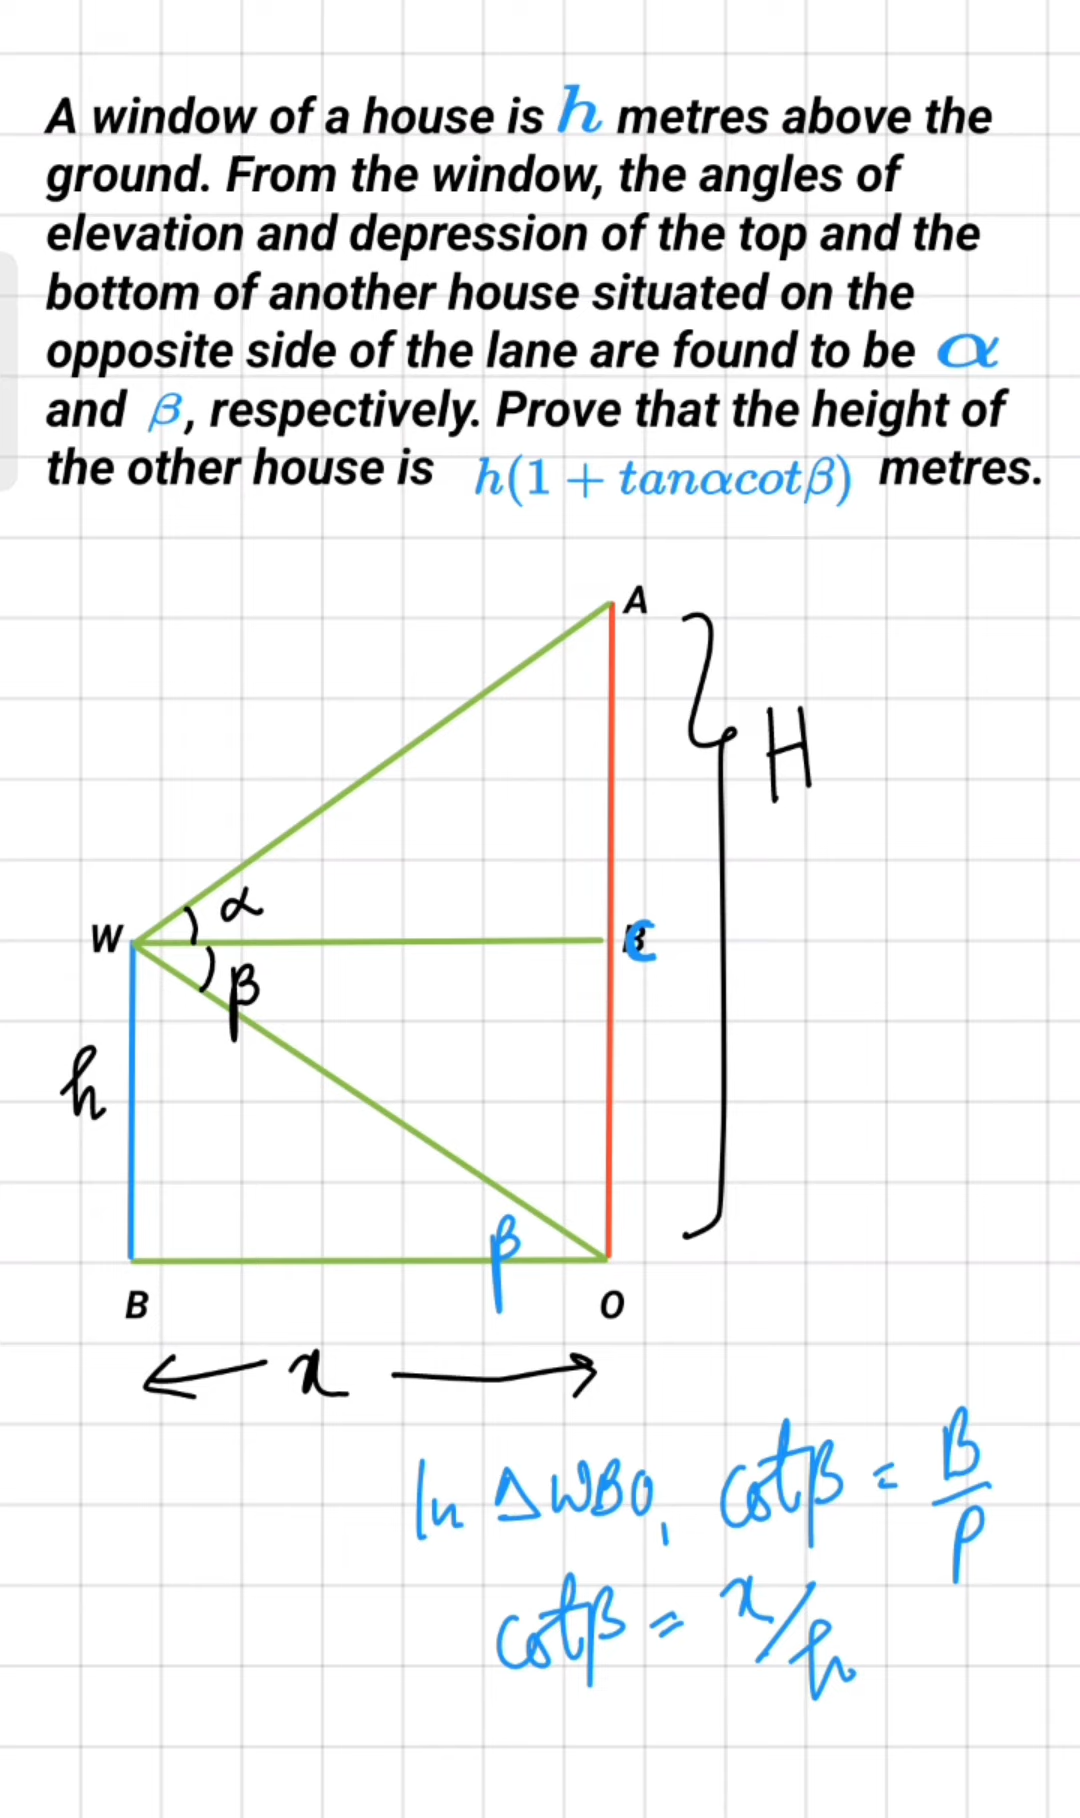 A window of a house is h metres above the
ground. From the window, the angles of
elevation and depression of the top and the
bottom of another house situated on the
opposite side of the lane are found to be α
and β, respectively. Prove that the height of
the other house is h(1 + tanαcotβ) metres.
A
H
α
W
C
β
h
β
B
O
x
In Δ WBO, cotβ = B/P
cotβ = x/h